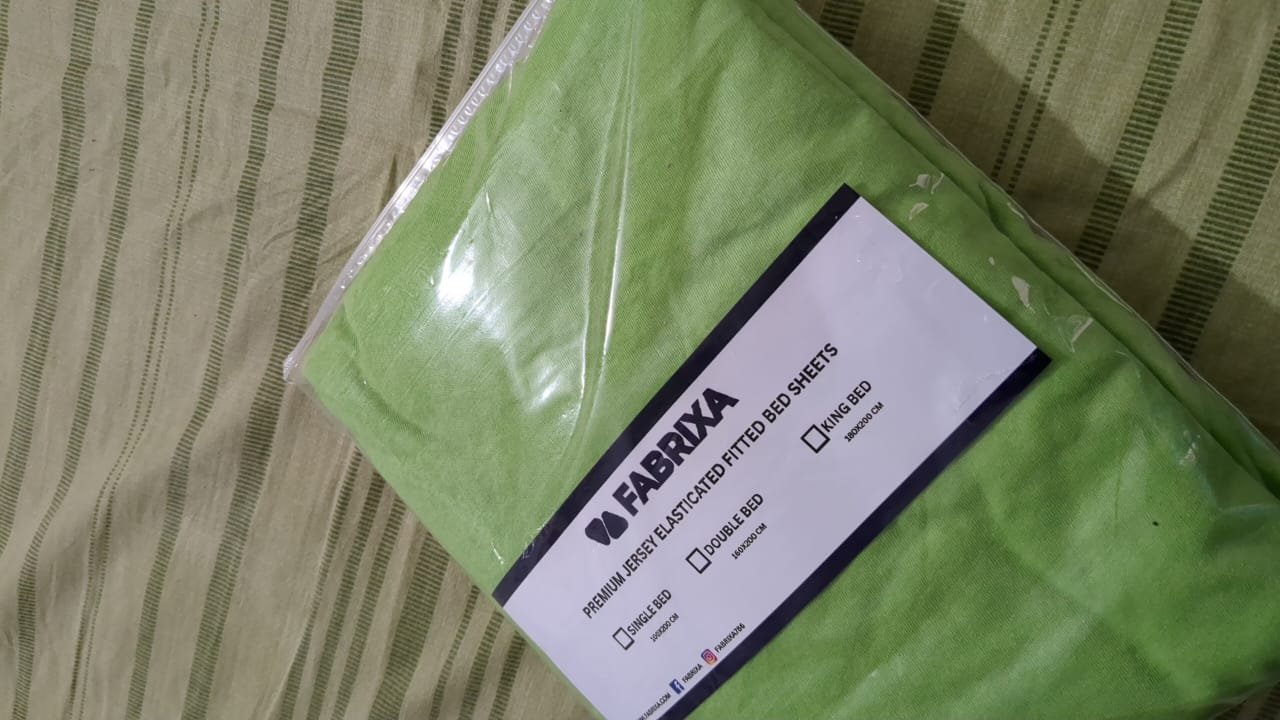 FABRIXA
PREMIUM JERSEY ELASTICATED FITTED BED SHEETS
SINGLE BED
100X200 CM
DOUBLE BED
160X200 CM
KING BED
180X200 CM
FABRIXA
FABRIXA786